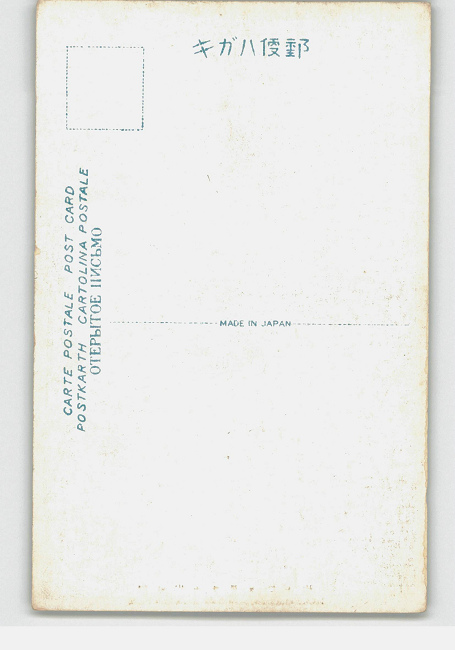 郵便ハガキ
CARTE POSTALE POST CARD
POSTKARTH CARTOLINA POSTALE
ОТЕРЫТОЕ ПИСЬМО
MADE IN JAPAN